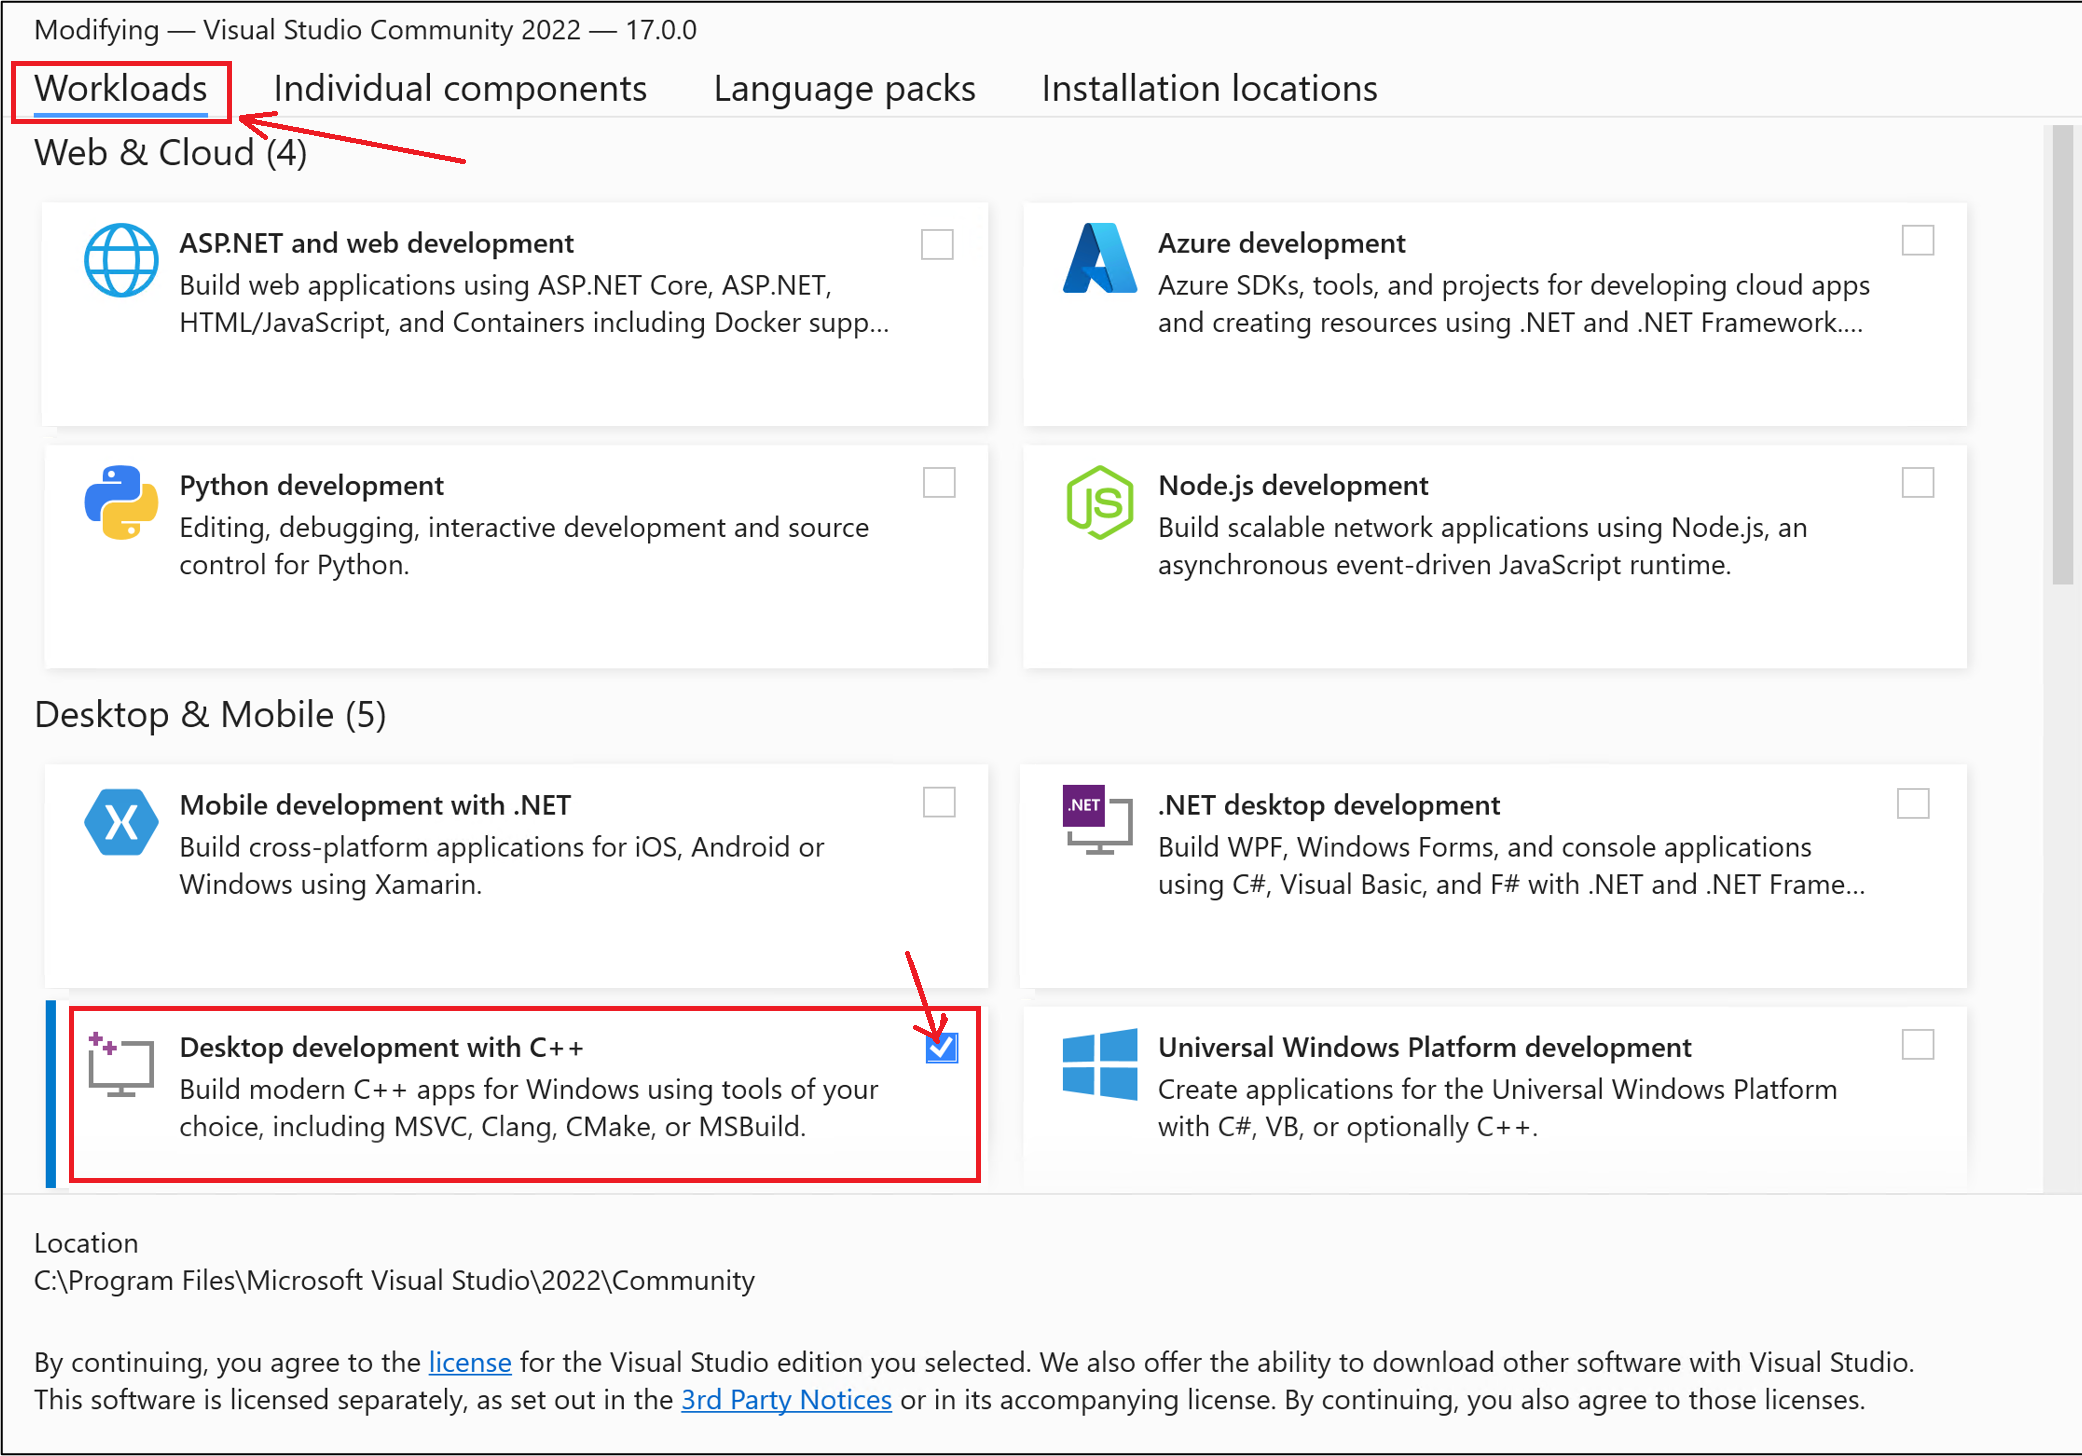 Modifying — Visual Studio Community 2022 — 17.0.0
Workloads Individual components Language packs Installation locations
Web & Cloud (4)
ASP.NET and web development
Build web applications using ASP.NET Core, ASP.NET,
HTML/JavaScript, and Containers including Docker supp...
Azure development
Azure SDKs, tools, and projects for developing cloud apps
and creating resources using .NET and .NET Framework....
Python development
Editing, debugging, interactive development and source
control for Python.
JS
Node.js development
Build scalable network applications using Node.js, an
asynchronous event-driven JavaScript runtime.
Desktop & Mobile (5)
X
Mobile development with .NET
Build cross-platform applications for iOS, Android or
Windows using Xamarin.
.NET
.NET desktop development
Build WPF, Windows Forms, and console applications
using C#, Visual Basic, and F# with .NET and .NET Frame...
Desktop development with C++
Build modern C++ apps for Windows using tools of your
choice, including MSVC, Clang, CMake, or MSBuild.
Universal Windows Platform development
Create applications for the Universal Windows Platform
with C#, VB, or optionally C++.
Location
C:\Program Files\Microsoft Visual Studio\2022\Community
By continuing, you agree to the license for the Visual Studio edition you selected. We also offer the ability to download other software with Visual Studio.
This software is licensed separately, as set out in the 3rd Party Notices or in its accompanying license. By continuing, you also agree to those licenses.